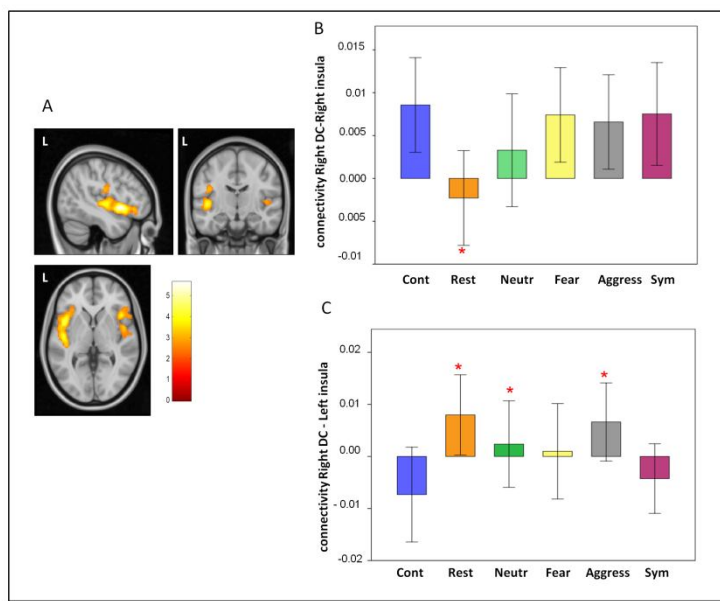 A
L
L
L
5
4
3
2
1
0
B
connectivity Right DC-Right insula
0.015
0.010
0.005
0.000
0.005
-0.01
*
Cont Rest Neutr Fear Aggress Sym
C
connectivity Right DC - Left insula
0.02
0.01
0.00
- 0.01
- 0.02
* * *
Cont Rest Neutr Fear Aggress Sym